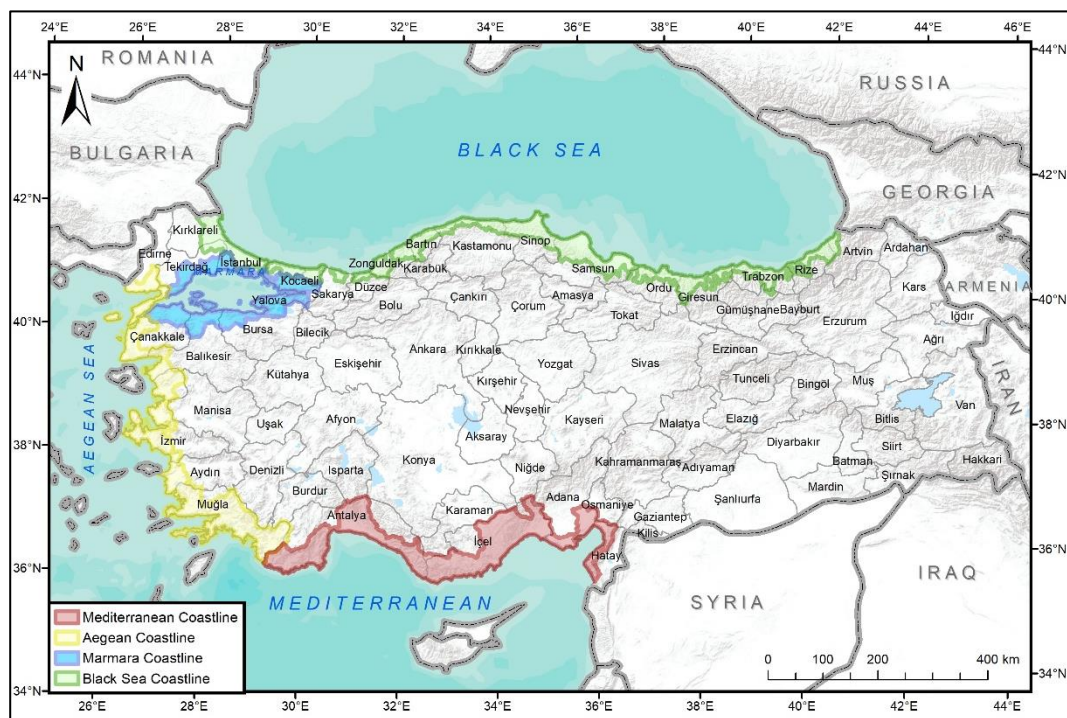 24°E 26°E 28°E 30°E 32°E 34°E 36°E 38°E 40°E 42°E 44°E 46°E
44°N
42°N
40°N
38°N
36°N
34°N
N
ROMANIA
RUSSIA
BULGARIA
BLACK SEA
GEORGIA
Kırklareli
Edirne
Tekirdağ
İstanbul
MARMARA
Kocaeli
Yalova
Sakarya
Düzce
Zonguldak
Bartın
Karabük
Kastamonu
Sinop
Samsun
Ordu
Giresun
Trabzon
Rize
Artvin
Ardahan
Kars
ARMENIA
Iğdır
Çanakkale
Bursa
Bilecik
Bolu
Çankırı
Çorum
Amasya
Tokat
Gümüşhane
Bayburt
Erzurum
Ağrı
Balıkesir
Kütahya
Eskişehir
Ankara
Kırıkkale
Yozgat
Sivas
Erzincan
Tunceli
Bingöl
Muş
IRAN
AEGEAN SEA
Manisa
Uşak
Afyon
Kırşehir
Nevşehir
Kayseri
Malatya
Elazığ
Bitlis
Van
İzmir
Aksaray
Diyarbakır
Siirt
Aydın
Denizli
Isparta
Konya
Niğde
Kahramanmaraş
Adıyaman
Batman
Hakkari
Şırnak
Mardin
Burdur
Muğla
Antalya
Karaman
İçel
Adana
Osmaniye
Gaziantep
Kilis
Şanlıurfa
Hatay
MEDITERRANEAN
SYRIA
IRAQ
Mediterranean Coastline
Aegean Coastline
Marmara Coastline
Black Sea Coastline
0 100 200 400 km
44°N
42°N
40°N
38°N
36°N
34°N
26°E 28°E 30°E 32°E 34°E 36°E 38°E 40°E 42°E 44°E